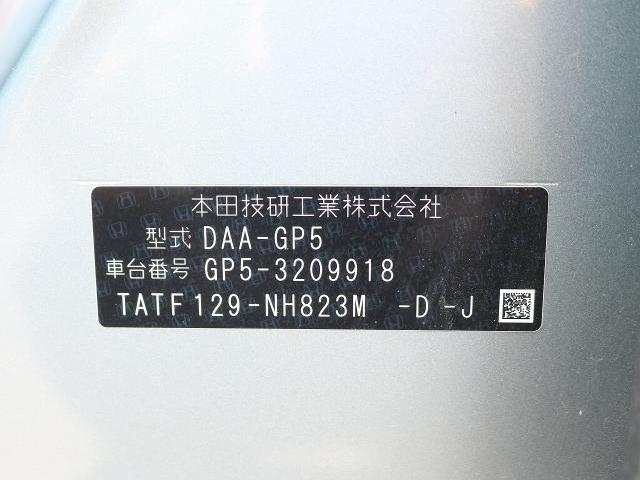 本田技研工業株式会社
型式 DAA-GP5
車台番号 GP5-3209918
TATF129-NH823M -D -J